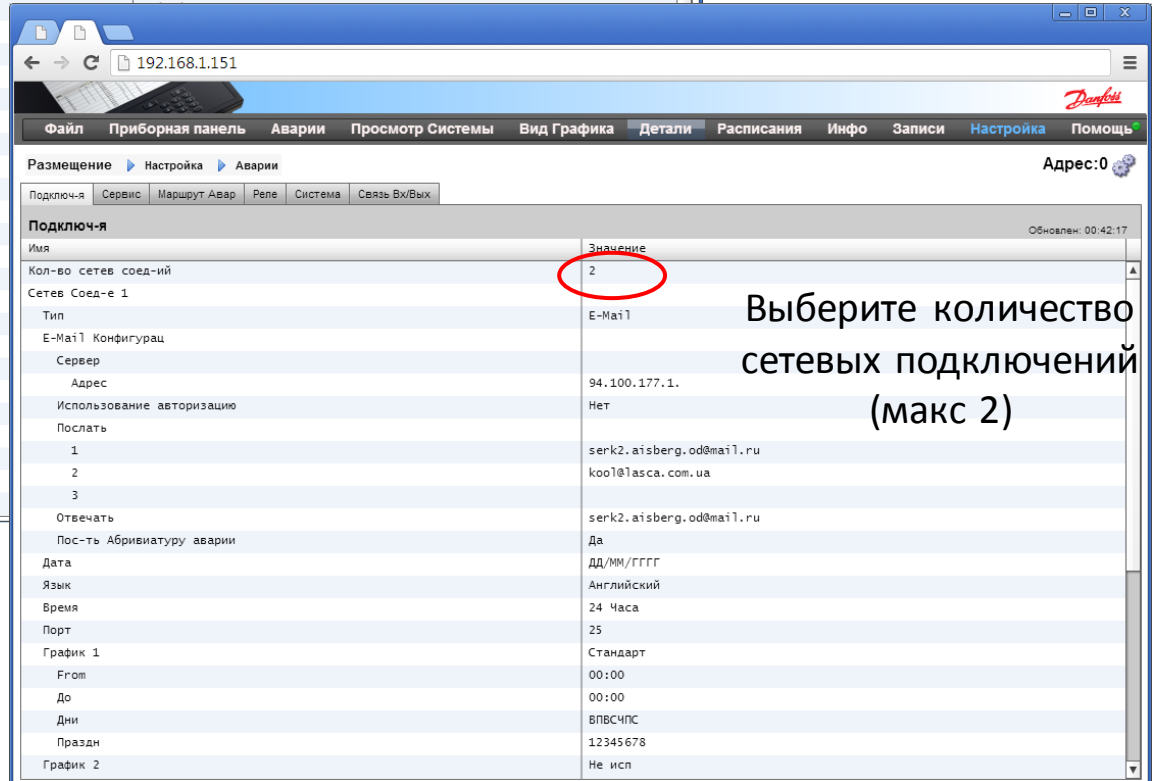 192.168.1.151
Danfoss
Файл Приборная панель Аварии Просмотр Системы Вид Графика Детали Расписания Инфо Записи Настройка Помощь
Размещение Настройка Аварии Адрес:0
Подключ-я Сервис Маршрут Авар Реле Система Связь Вх/Вых
Подключ-я Обновлен: 00:42:17
Имя Значение
Кол-во сетев соед-ий 2
Сетев Соед-е 1
Тип E-Mail
E-Mail Конфигурац
Сервер
Адрес 94.100.177.1.
Использование авторизацию Нет
Послать
1 serk2.aisberg.od@mail.ru
2 kool@lasca.com.ua
3
Отвечать serk2.aisberg.od@mail.ru
Пос-ть Абривиатуру аварии Да
Дата ДД/ММ/ГГГГ
Язык Английский
Время 24 Часа
Порт 25
График 1 Стандарт
From 00:00
До 00:00
Дни ВПВСЧПС
Праздн 12345678
График 2 Не исп
Выберите количество
сетевых подключений
(макс 2)